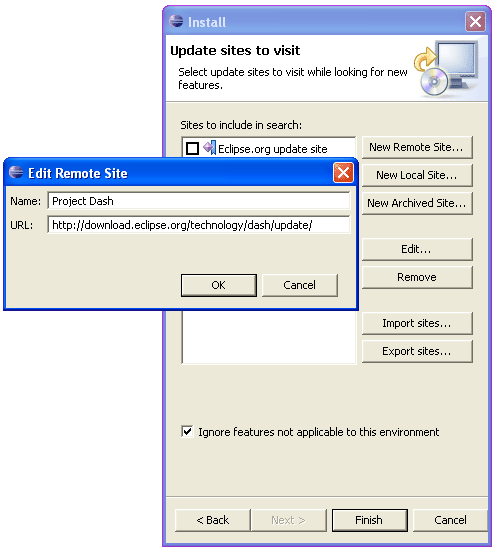 Install
Update sites to visit
Select update sites to visit while looking for new
features.
Sites to include in search:
Eclipse.org update site
New Remote Site...
New Local Site...
New Archived Site...
Edit...
Remove
Import sites...
Export sites...
Edit Remote Site
Name:
Project Dash
URL:
http://download.eclipse.org/technology/dash/update/
OK
Cancel
Ignore features not applicable to this environment
< Back
Next >
Finish
Cancel